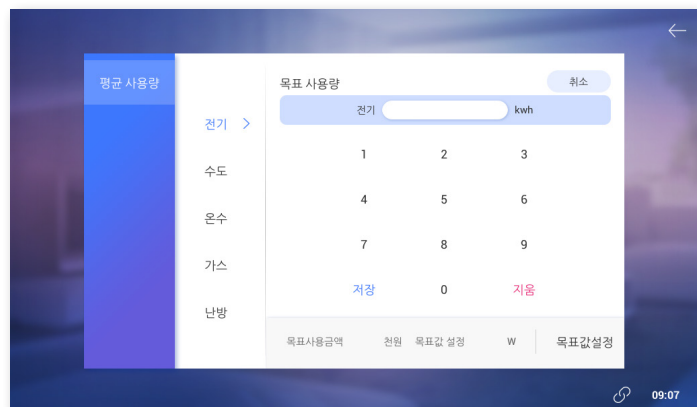 평균 사용량
목표 사용량
취소
전기 kwh
전기 >
수도
온수
가스
난방
1 2 3
4 5 6
7 8 9
저장 0 지움
목표사용금액 천원 목표값 설정 W 목표값설정
09:07